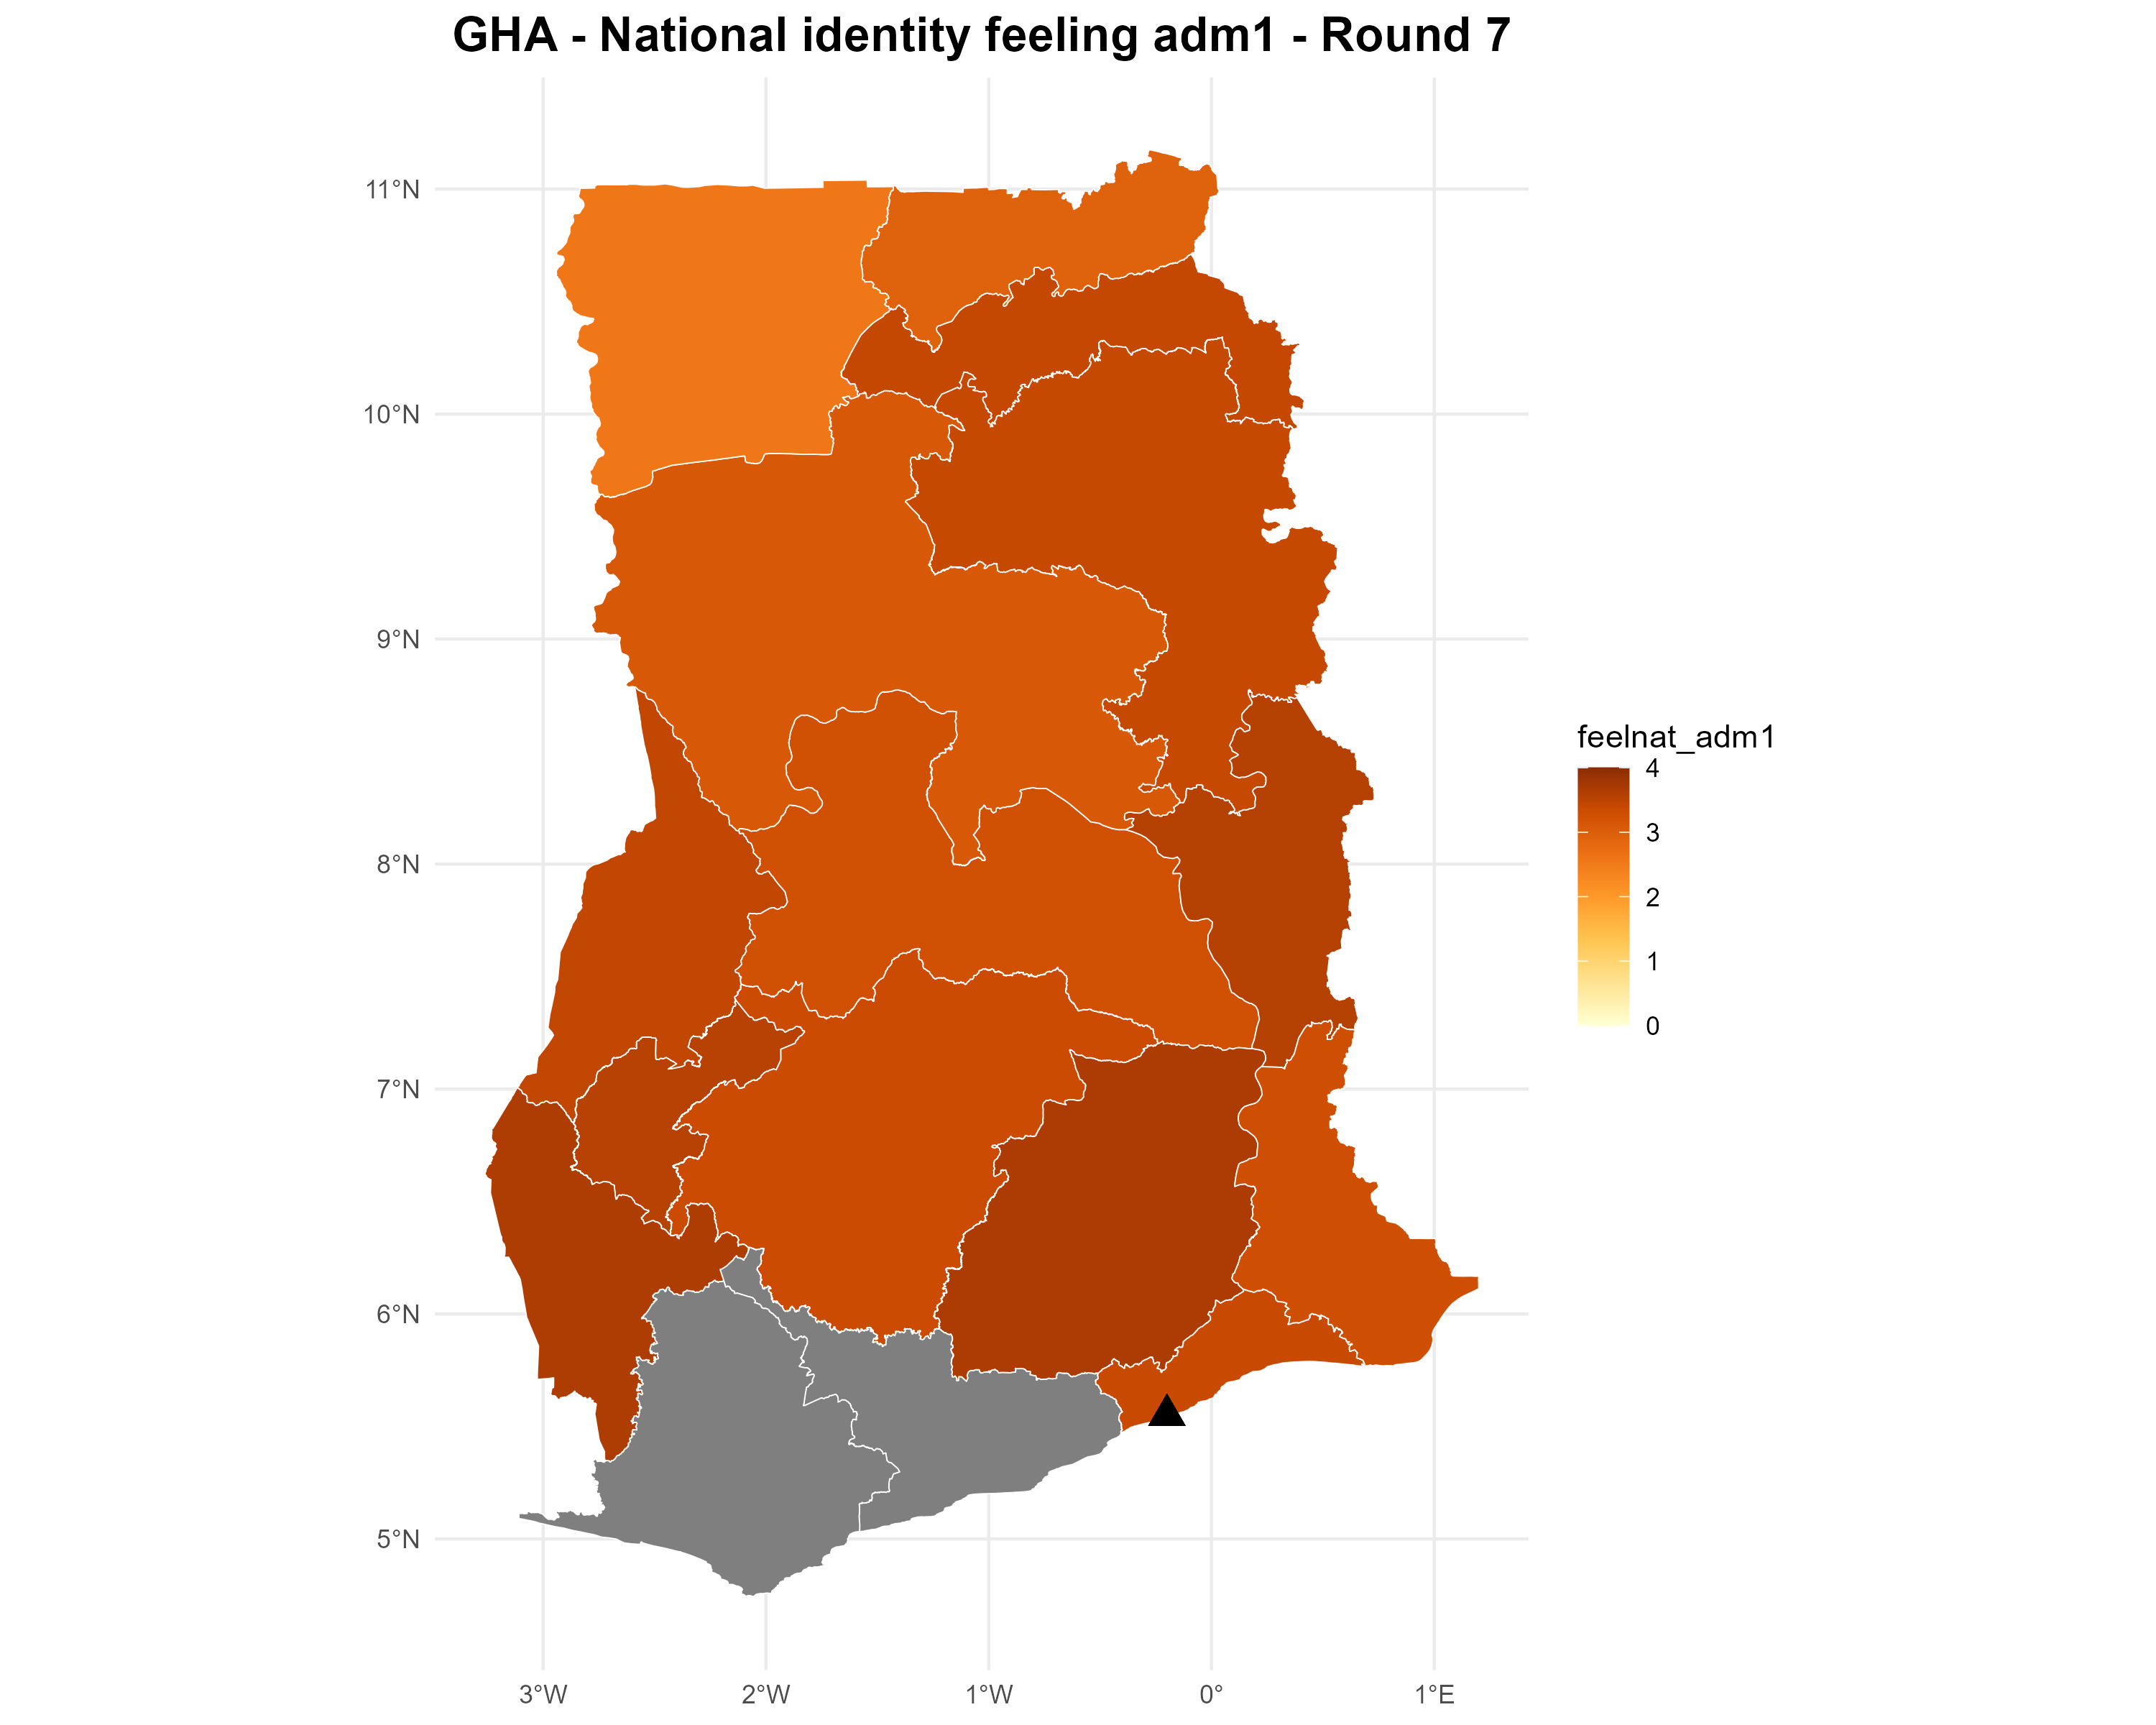 GHA - National identity feeling adm1 - Round 7
11°N
10°N
9°N
8°N
7°N
6°N
5°N
3°W
2°W
1°W
0°
1°E
feelnat_adm1
4
3
2
1
0